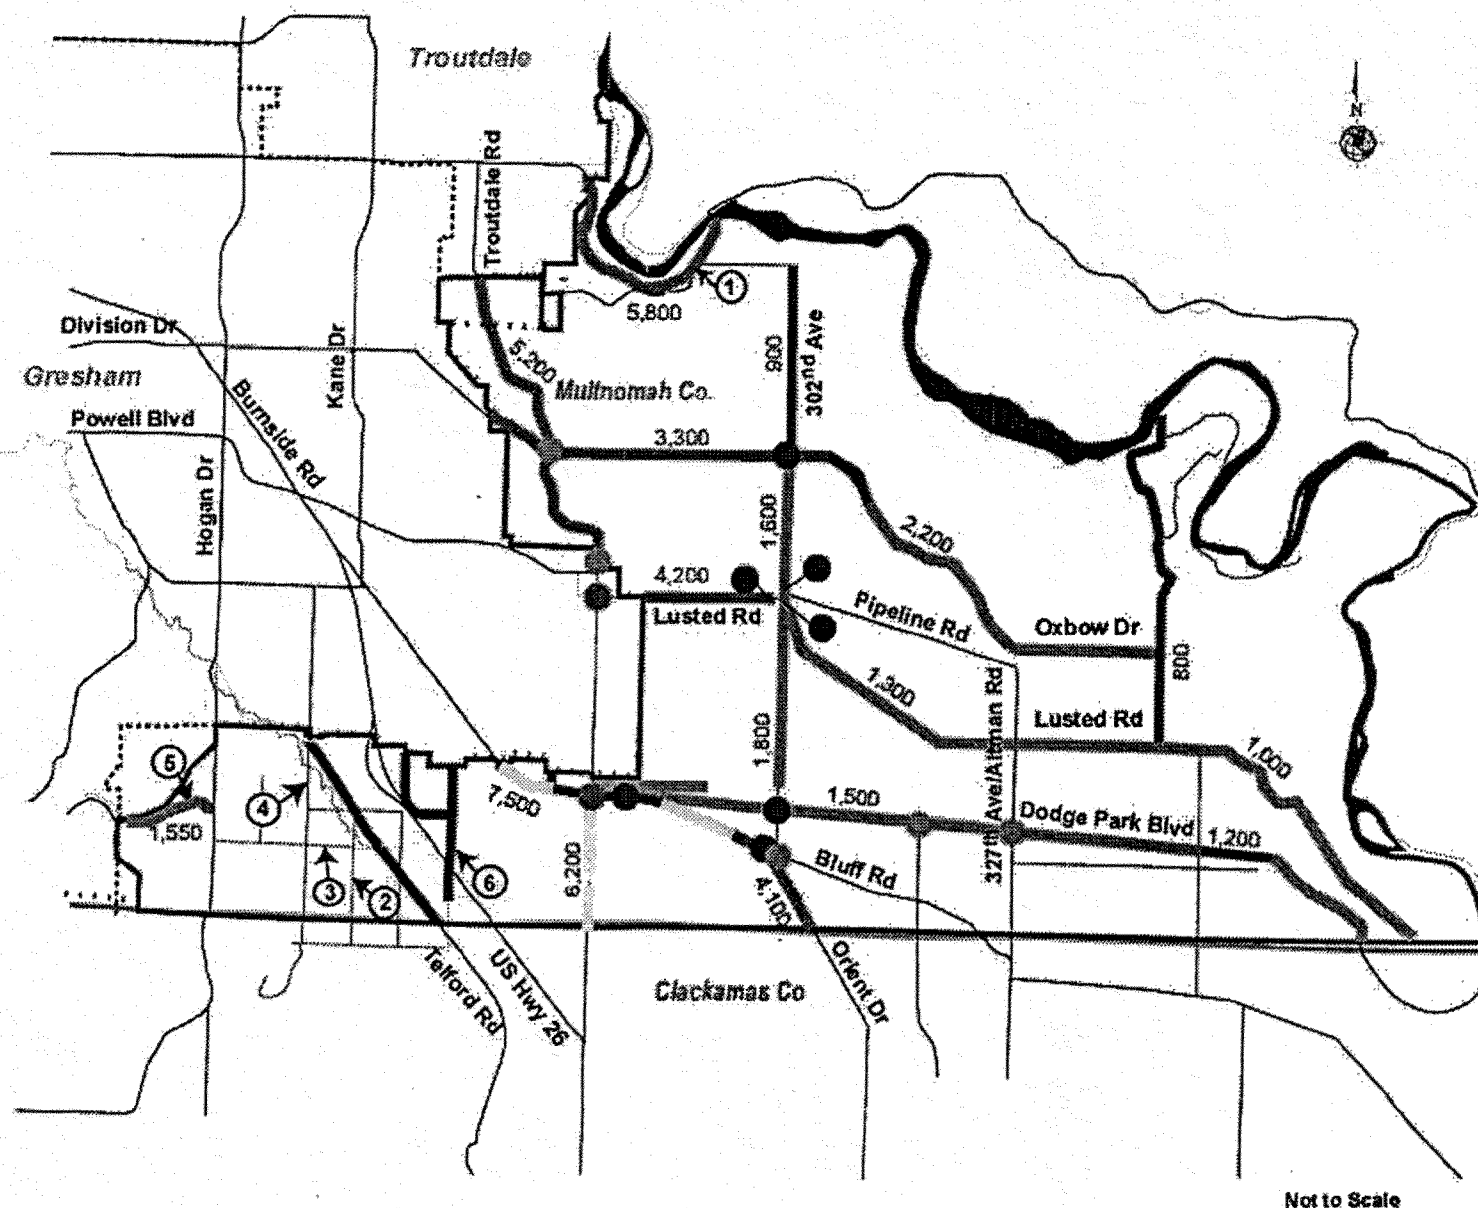 Troutdale
N
Troutdale Rd
1
5,800
Division Dr
Kane Dr
5,200
900
302nd Ave
Gresham
Burnside Rd
Multnomah Co.
Powell Blvd
3,300
Hogan Dr
1,600
2,200
4,200
Lusted Rd
Pipeline Rd
Oxbow Dr
800
1,300
327th Ave/Altman Rd
Lusted Rd
1,800
1,000
5
4
7,500
1,500
Dodge Park Blvd
1,200
1,550
6,200
Bluff Rd
3
2
6
4,100
Telford Rd
US Hwy 26
Clackamas Co
Orient Dr
Not to Scale